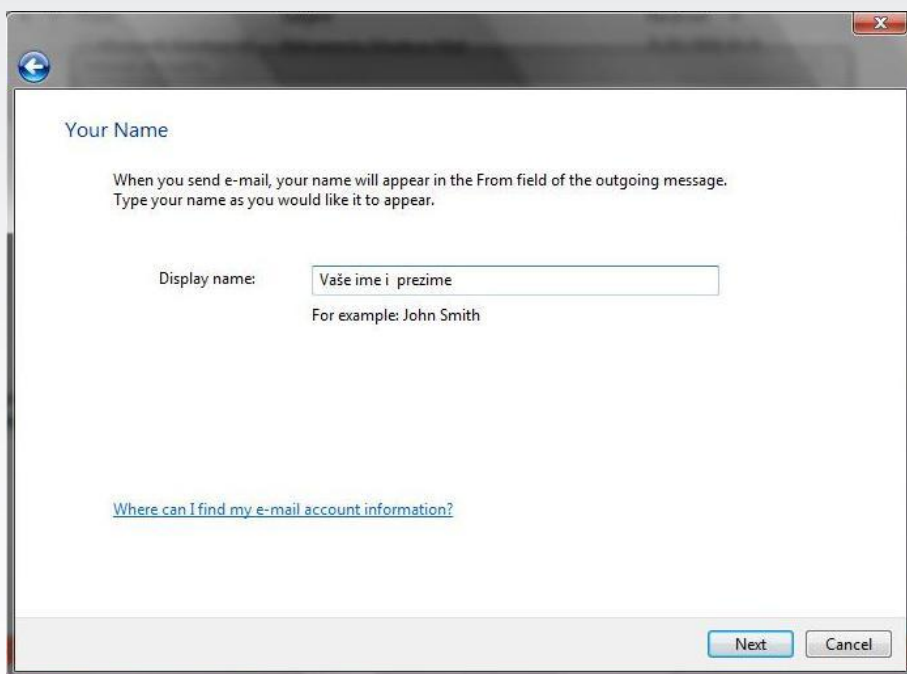 Your Name
When you send e-mail, your name will appear in the From field of the outgoing message.
Type your name as you would like it to appear.
Display name: Vaše ime i  prezime
For example: John Smith
Where can I find my e-mail account information?
Next Cancel